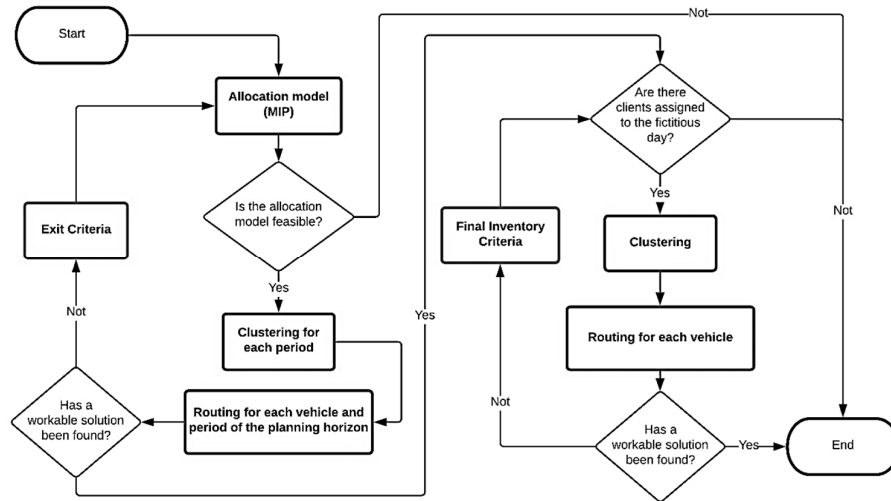 Start
Not
Allocation model
(MIP)
Are there
clients assigned
to the fictitious
day?
Is the allocation
model feasible?
Yes
Not
Exit Criteria
Final Inventory
Criteria
Clustering
Yes
Not
Yes
Clustering for
each period
Routing for each vehicle
Has a
workable solution
been found?
Routing for each vehicle and
period of the planning horizon
Not
Has a
workable solution
been found?
Yes
End